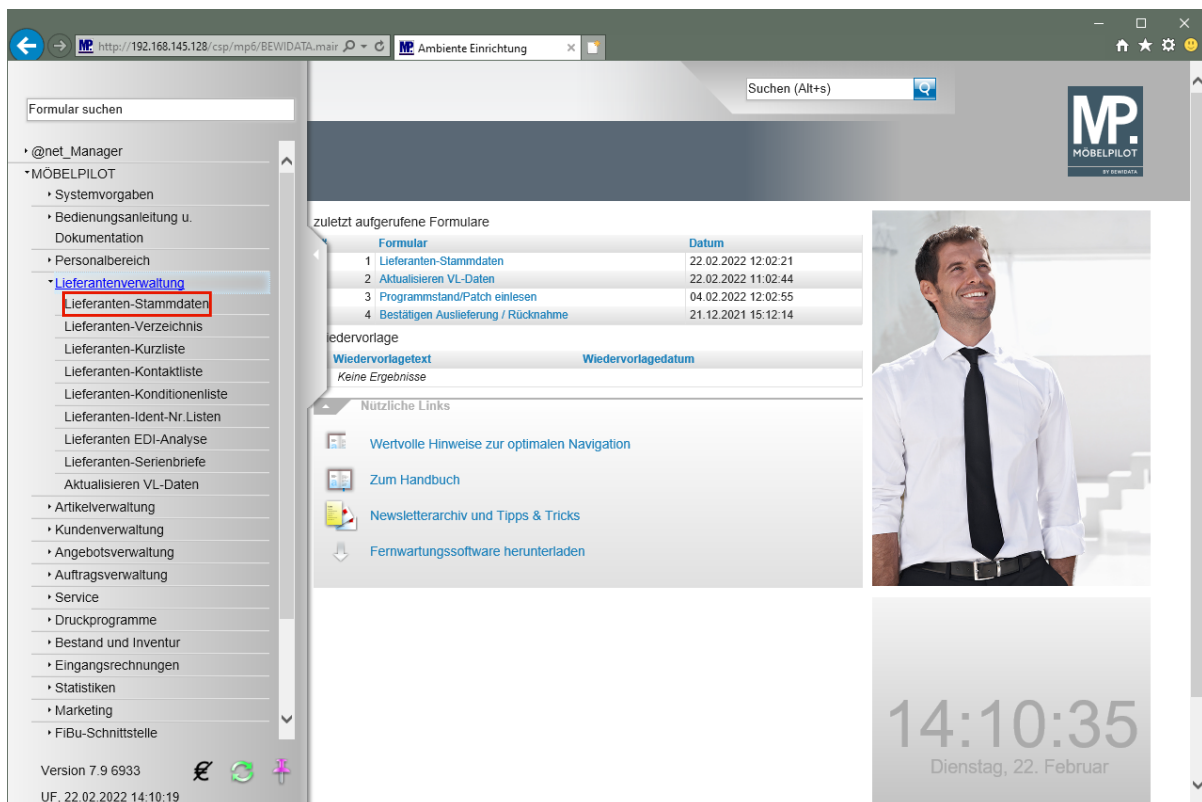 http://192.168.145.128/csp/mp6/BEWIDATA.mair
Ambiente Einrichtung
Formular suchen
Suchen (Alt+s)
MP.
MÖBELPILOT
BY BEWIDATA
@net_Manager
MÖBELPILOT
Systemvorgaben
Bedienungsanleitung u.
Dokumentation
Personalbereich
Lieferantenverwaltung
Lieferanten-Stammdaten
Lieferanten-Verzeichnis
Lieferanten-Kurzliste
Lieferanten-Kontaktliste
Lieferanten-Konditionenliste
Lieferanten-Ident-Nr.Listen
Lieferanten EDI-Analyse
Lieferanten-Serienbriefe
Aktualisieren VL-Daten
Artikelverwaltung
Kundenverwaltung
Angebotsverwaltung
Auftragsverwaltung
Service
Druckprogramme
Bestand und Inventur
Eingangsrechnungen
Statistiken
Marketing
FiBu-Schnittstelle
Version 7.9 6933
UF, 22.02.2022 14:10:19
zuletzt aufgerufene Formulare
Formular Datum
1 Lieferanten-Stammdaten 22.02.2022 12:02:21
2 Aktualisieren VL-Daten 22.02.2022 11:02:44
3 Programmstand/Patch einlesen 04.02.2022 12:02:55
4 Bestätigen Auslieferung / Rücknahme 21.12.2021 15:12:14
iedervorlage
Wiedervorlagetext Wiedervorlagedatum
Keine Ergebnisse
Nützliche Links
Wertvolle Hinweise zur optimalen Navigation
Zum Handbuch
Newsletterarchiv und Tipps & Tricks
Fernwartungssoftware herunterladen
14:10:35
Dienstag, 22. Februar